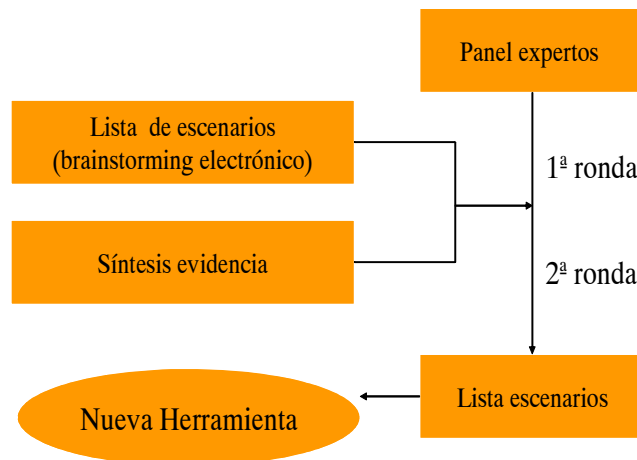 Panel expertos
Lista de escenarios
(brainstorming electrónico)
1ª ronda
Síntesis evidencia
2ª ronda
Lista escenarios
Nueva Herramienta